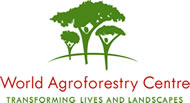 World Agroforestry Centre
TRANSFORMING LIVES AND LANDSCAPES